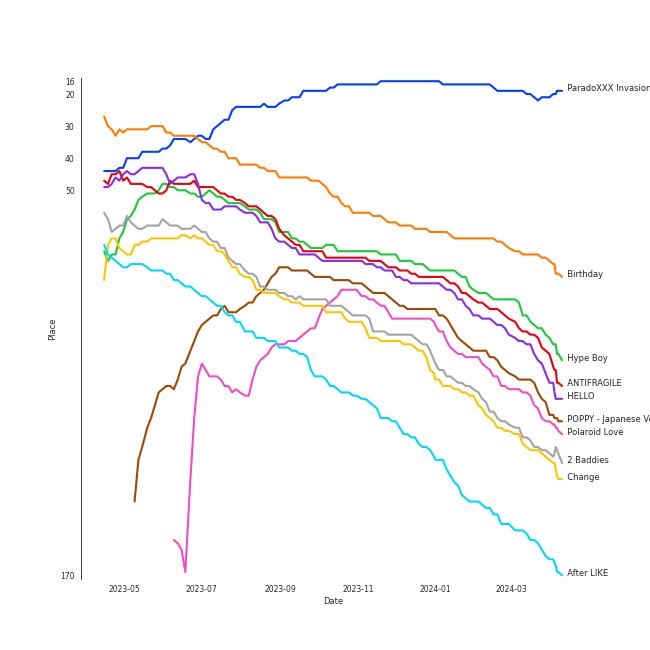 16
20
30
40
50
170
Place
2023-05
2023-07
2023-09
2023-11
2024-01
2024-03
Date
ParadoXXX Invasion
Birthday
Hype Boy
ANTIFRAGILE
HELLO
POPPY - Japanese Ve
Polaroid Love
2 Baddies
Change
After LIKE